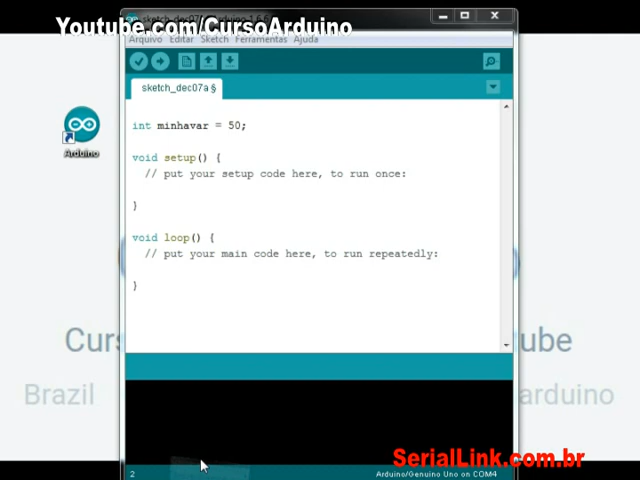 Youtube.com/CursoArduino
Arquivo Editar Sketch Ferramentas Ajuda
sketch_dec07a §
Arduino
int minhavar = 50;
void setup() {
// put your setup code here, to run once:
}
void loop() {
// put your main code here, to run repeatedly:
}
Curs
ube
Brazil
arduino
SerialLink.com.br
2
Arduino/Genuino Uno on COM4